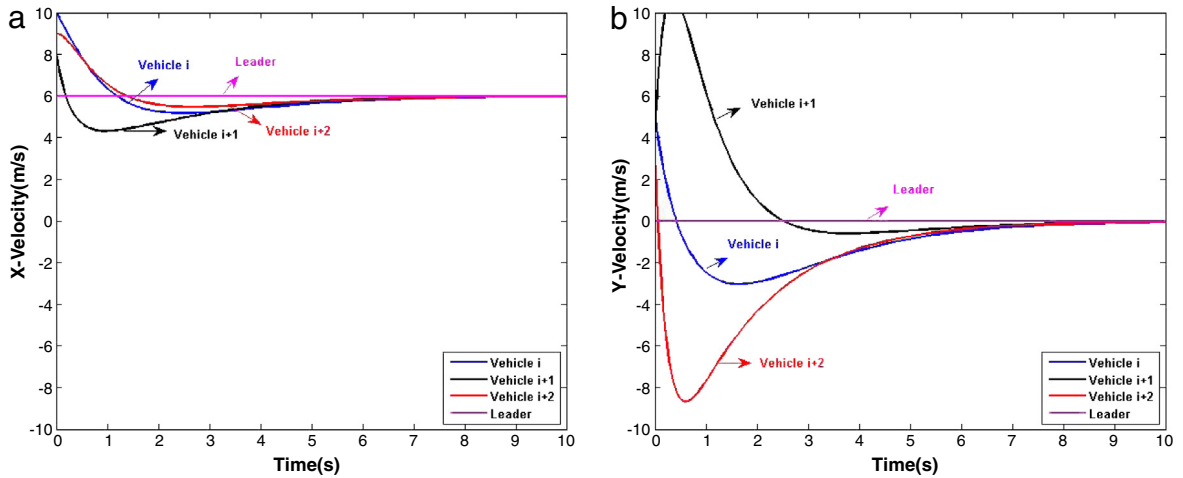 a
X-Velocity(m/s)
10
8
6
4
2
0
-2
-4
-6
-8
-10
Vehicle i
Leader
Vehicle i+1
Vehicle i+2
Vehicle i
Vehicle i+1
Vehicle i+2
Leader
0 1 2 3 4 5 6 7 8 9 10
Time(s)
b
Y-Velocity(m/s)
10
8
6
4
2
0
-2
-4
-6
-8
-10
Vehicle i+1
Leader
Vehicle i
Vehicle i+2
Vehicle i
Vehicle i+1
Vehicle i+2
Leader
0 1 2 3 4 5 6 7 8 9 10
Time(s)